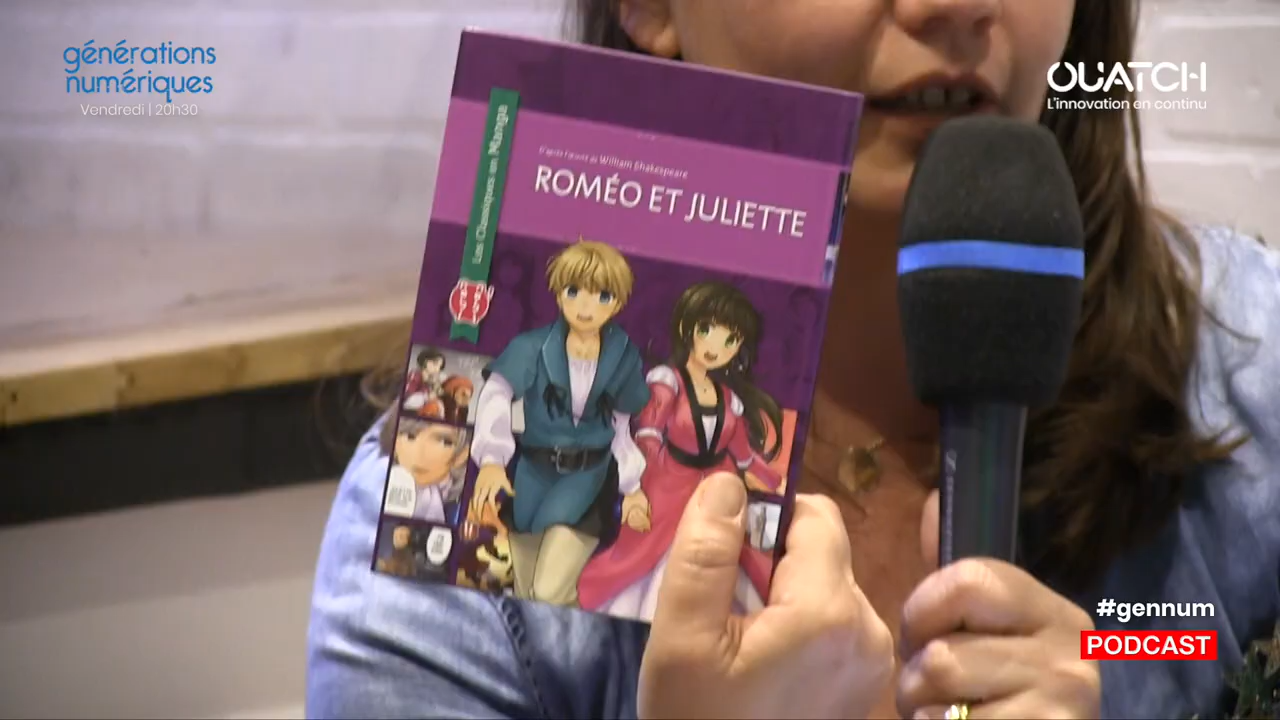 générations
numériques
Vendredi | 20h30
OUATCH
L'innovation en continu
D'après l'œuvre de William Shakespeare
ROMÉO ET JULIETTE
Les Classiques en Manga
#gennum
PODCAST